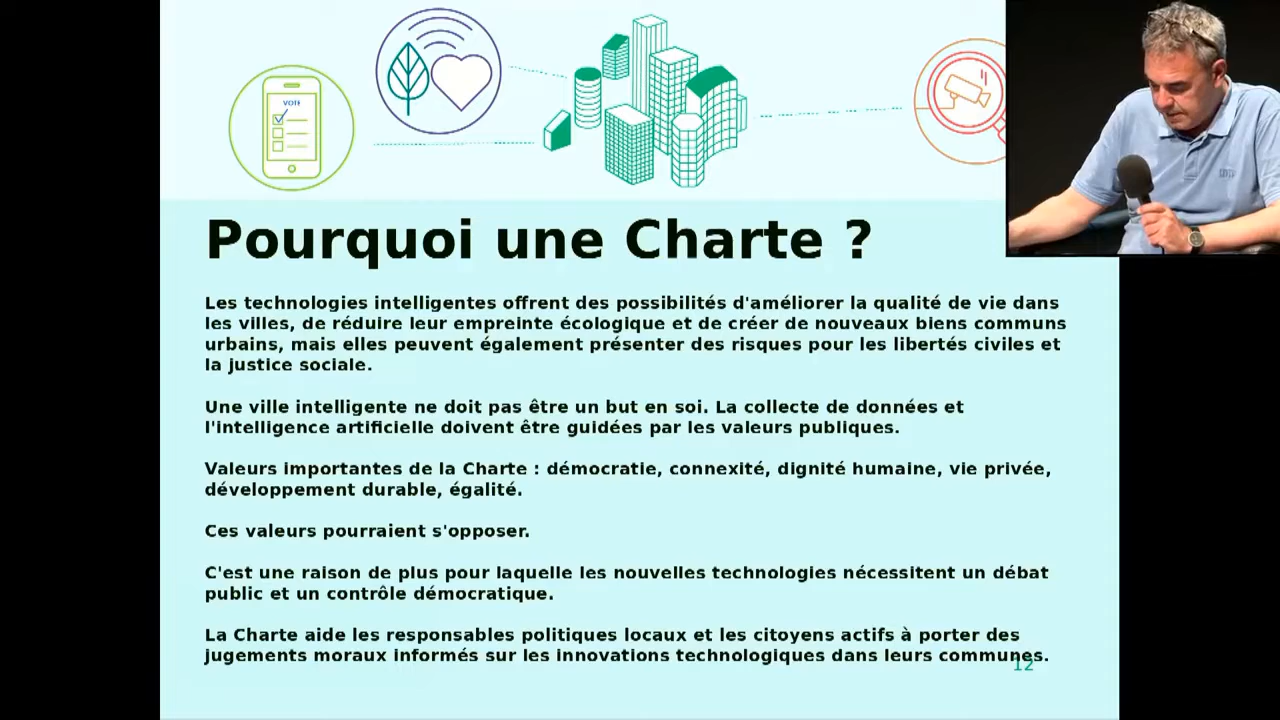 VOTE
Pourquoi une Charte ?
Les technologies intelligentes offrent des possibilités d'améliorer la qualité de vie dans
les villes, de réduire leur empreinte écologique et de créer de nouveaux biens communs
urbains, mais elles peuvent également présenter des risques pour les libertés civiles et
la justice sociale.
Une ville intelligente ne doit pas être un but en soi. La collecte de données et
l'intelligence artificielle doivent être guidées par les valeurs publiques.
Valeurs importantes de la Charte : démocratie, connexité, dignité humaine, vie privée,
développement durable, égalité.
Ces valeurs pourraient s'opposer.
C'est une raison de plus pour laquelle les nouvelles technologies nécessitent un débat
public et un contrôle démocratique.
La Charte aide les responsables politiques locaux et les citoyens actifs à porter des
jugements moraux informés sur les innovations technologiques dans leurs communes.
12